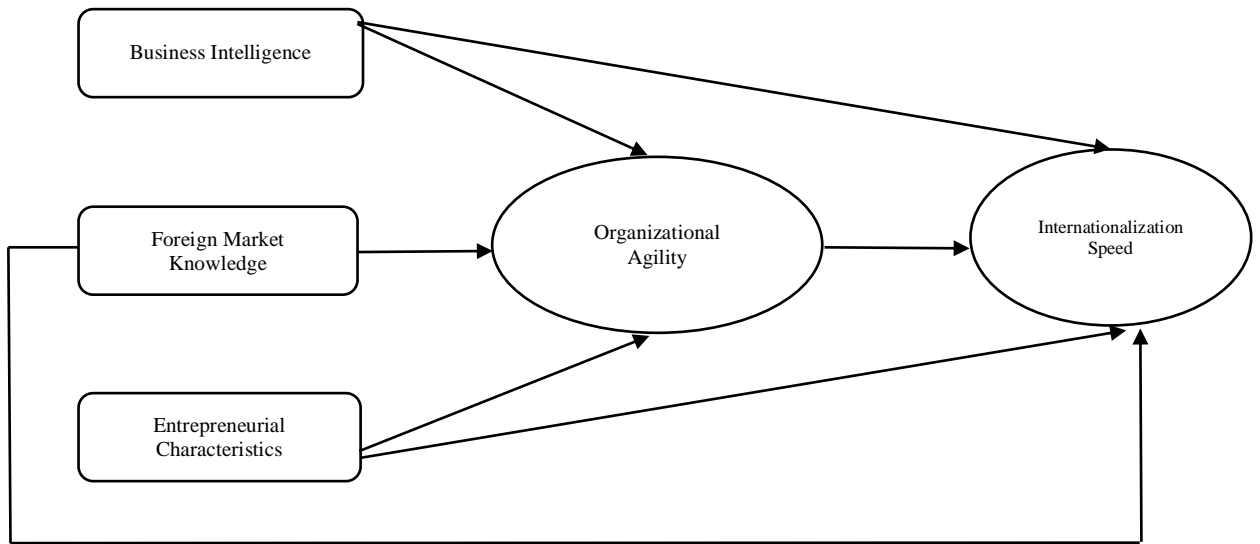 Business Intelligence
Foreign Market
Knowledge
Entrepreneurial
Characteristics
Organizational
Agility
Internationalization
Speed